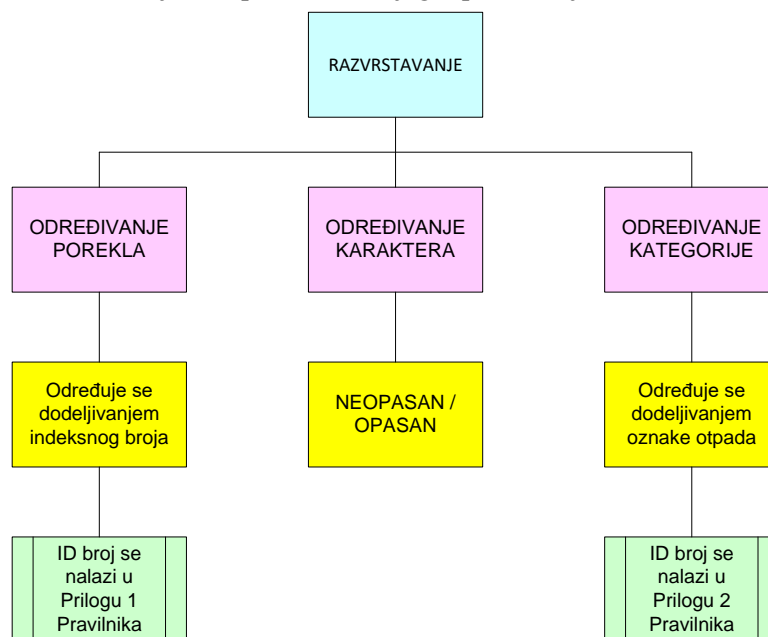 RAZVRSTAVANJE
ODREĐIVANJE
POREKLA
ODREĐIVANJE
KARAKTERA
ODREĐIVANJE
KATEGORIJE
Određuje se
dodeljivanjem
indeksnog broja
NEOPASAN /
OPASAN
Određuje se
dodeljivanjem
oznake otpada
ID broj se
nalazi u
Prilogu 1
Pravilnika
ID broj se
nalazi u
Prilogu 2
Pravilnika